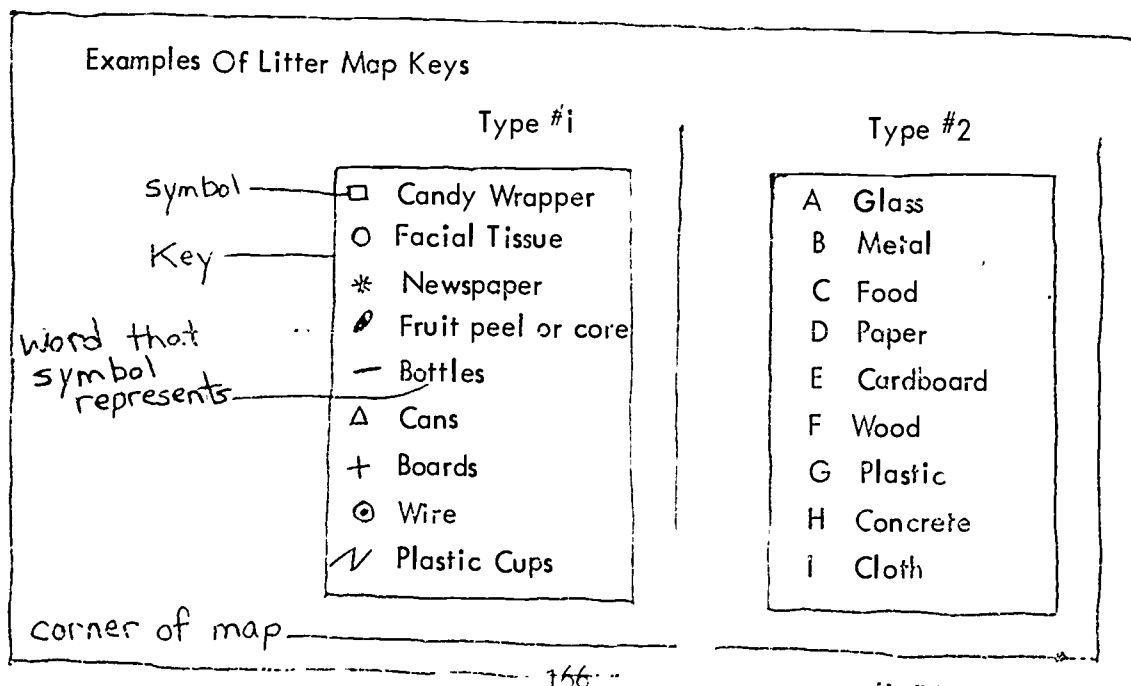 Examples Of Litter Map Keys
Type #1
symbol
□ Candy Wrapper
Key
○ Facial Tissue
* Newspaper
Fruit peel or core
word that
symbol
represents
— Bottles
△ Cans
+ Boards
⊙ Wire
Plastic Cups
Type #2
A Glass
B Metal
C Food
D Paper
E Cardboard
F Wood
G Plastic
H Concrete
I Cloth
corner of map
166